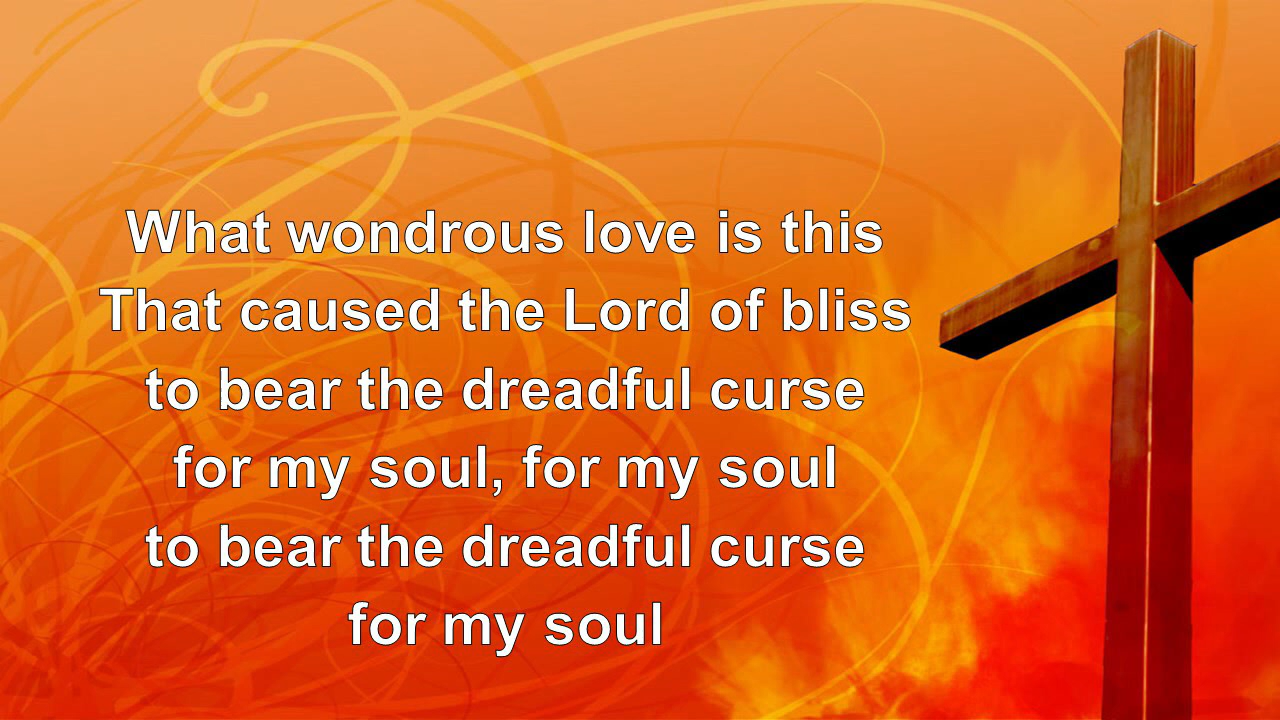 What wondrous love is this
That caused the Lord of bliss
to bear the dreadful curse
for my soul, for my soul
to bear the dreadful curse
for my soul